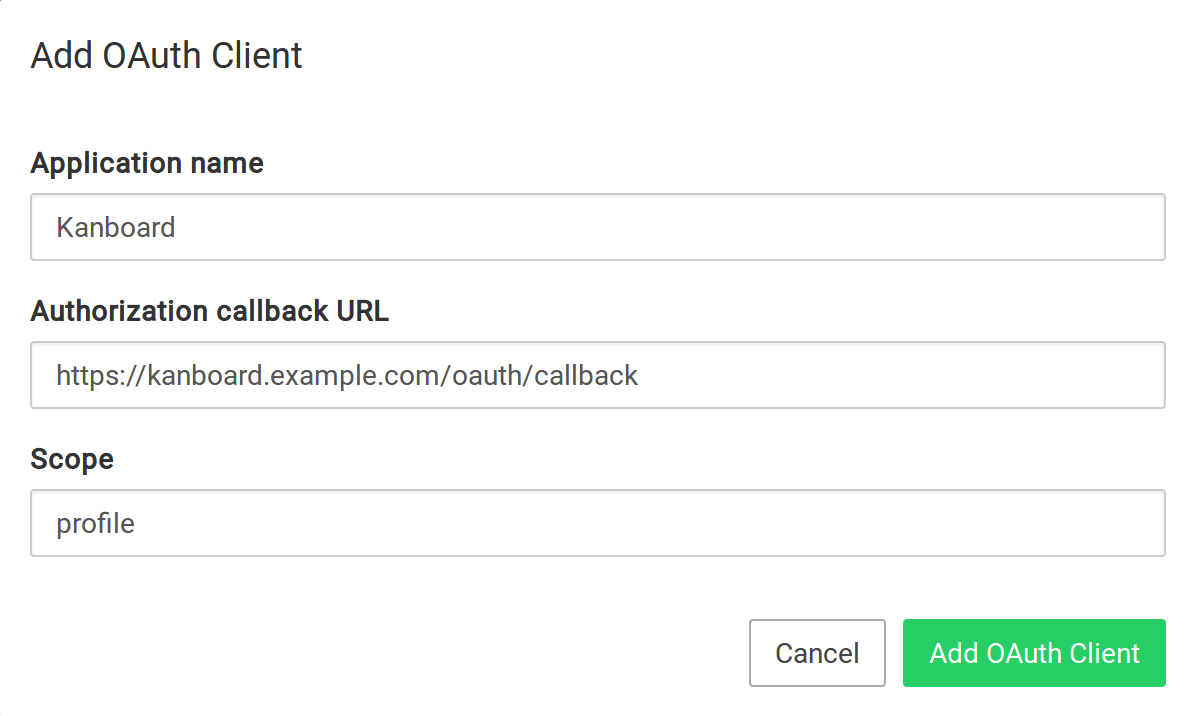 Add OAuth Client
Application name
Kanboard
Authorization callback URL
https://kanboard.example.com/oauth/callback
Scope
profile
Cancel
Add OAuth Client